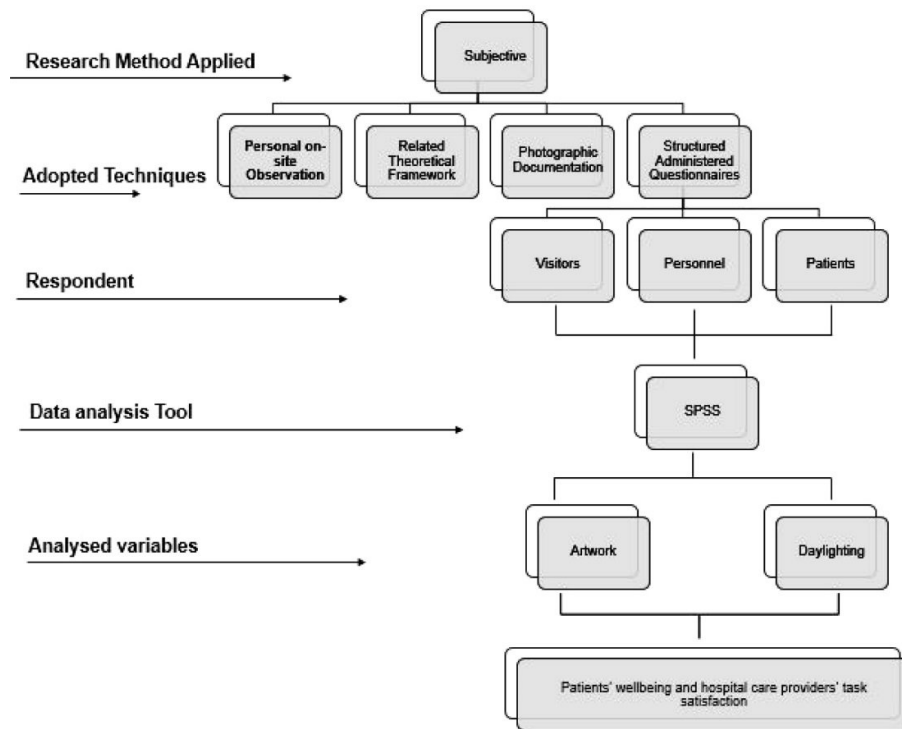 Subjective
Research Method Applied
Personal on-
site
Observation
Related
Theoretical
Framework
Photographic
Documentation
Structured
Administered
Questionnaires
Adopted Techniques
Visitors
Personnel
Patients
Respondent
SPSS
Data analysis Tool
Artwork
Daylighting
Analysed variables
Patients' wellbeing and hospital care providers' task
satisfaction